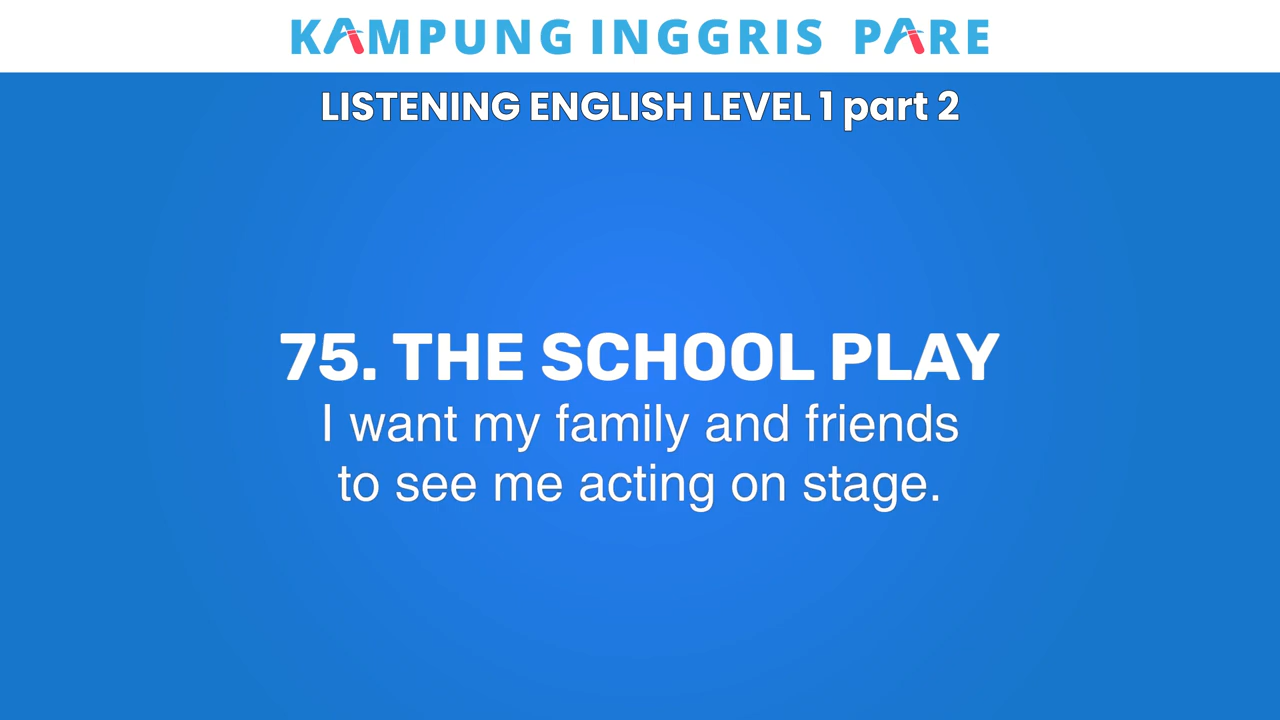 KAMPUNG INGGRIS PARE
LISTENING ENGLISH LEVEL 1 part 2
75. THE SCHOOL PLAY
I want my family and friends
to see me acting on stage.